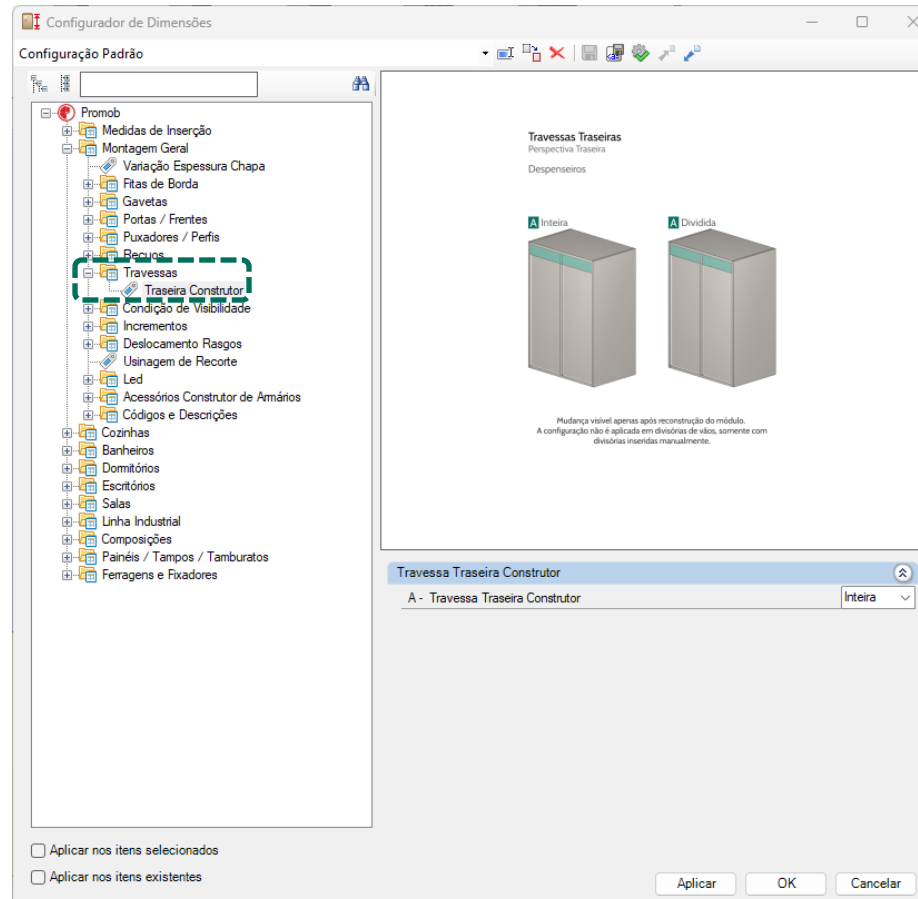 Configurador de Dimensões
Configuração Padrão
Promob
Medidas de Inserção
Montagem Geral
Variação Espessura Chapa
Fitas de Borda
Gavetas
Portas / Frentes
Puxadores / Perfis
Recuos
Travessas
Traseira Construtor
Condição de Visibilidade
Incrementos
Deslocamento Rasgos
Usinagem de Recorte
Led
Acessórios Construtor de Armários
Códigos e Descrições
Cozinhas
Banheiros
Dormitórios
Escritórios
Salas
Linha Industrial
Composições
Painéis / Tampos / Tamburatos
Ferragens e Fixadores
Aplicar nos itens selecionados
Aplicar nos itens existentes
Travessas Traseiras
Perspectiva Traseira
Despenseiros
A Inteira
A Dividida
Mudança visível apenas após reconstrução do módulo.
A configuração não é aplicada em divisórias de vãos, somente com
divisórias inseridas manualmente.
Travessa Traseira Construtor
A - Travessa Traseira Construtor Inteira
Aplicar OK Cancelar